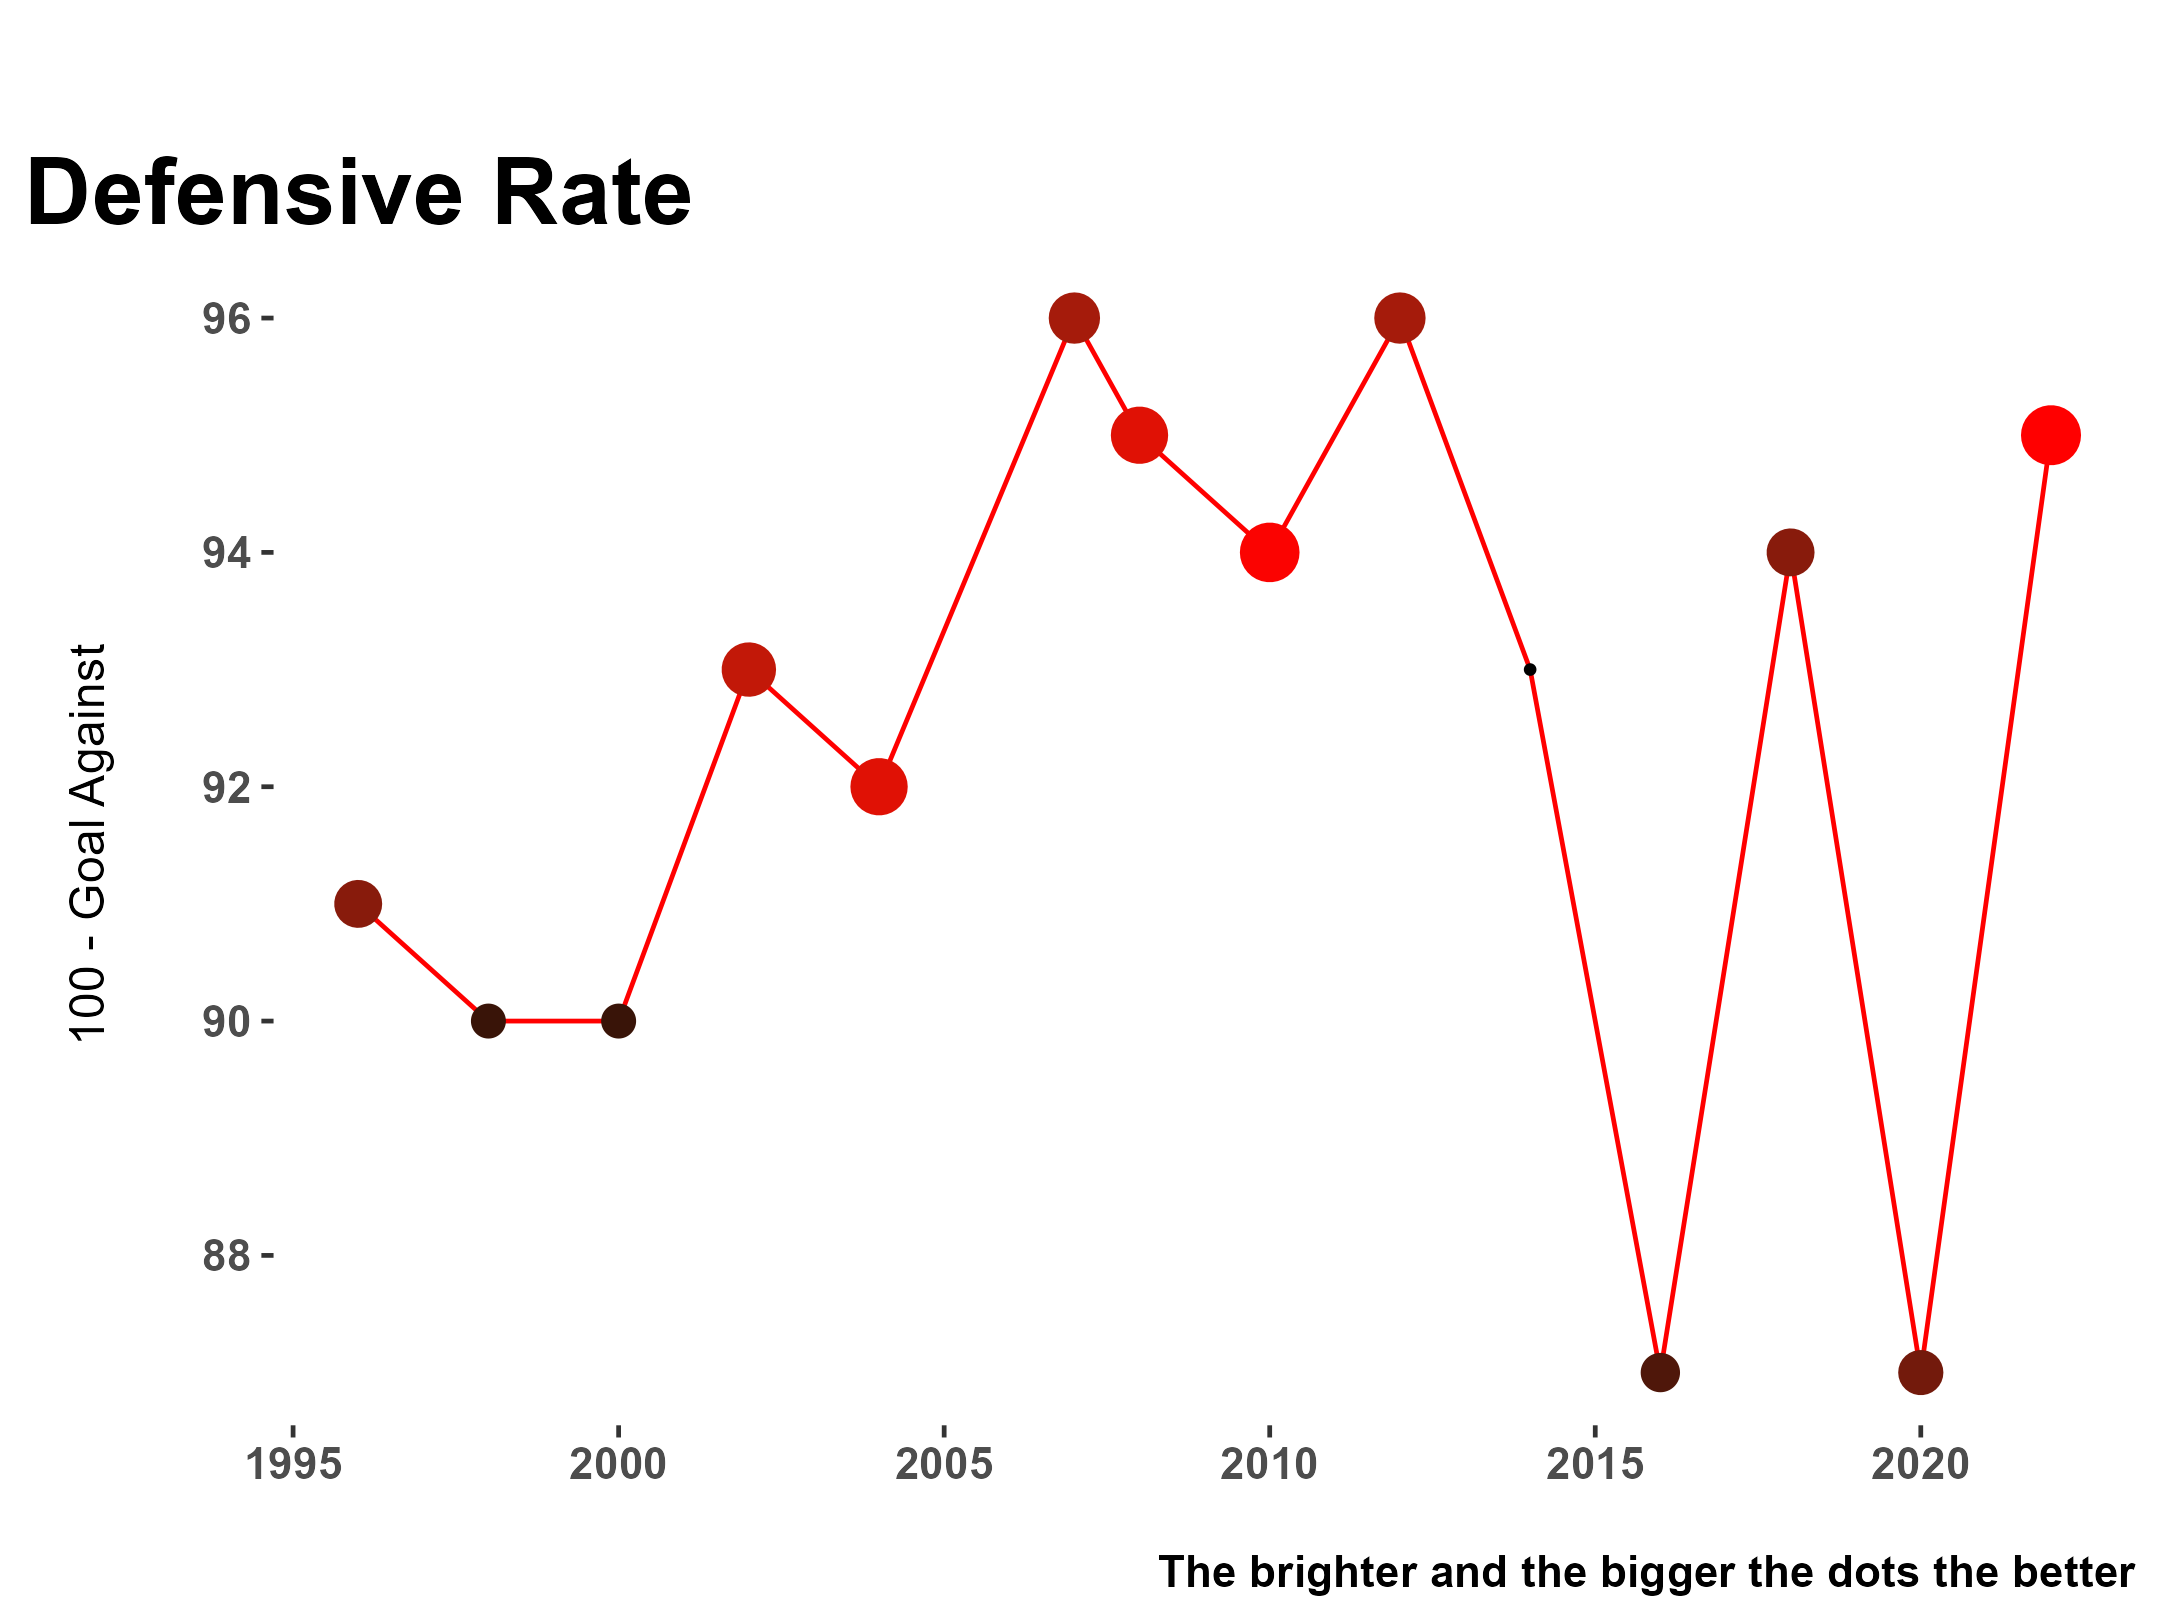 Defensive Rate
96
94
92
90
88
100 - Goal Against
1995 2000 2005 2010 2015 2020
The brighter and the bigger the dots the better